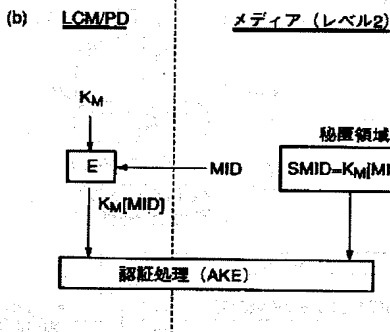 (b) LCM/PD メディア（レベル2）
KM
秘匿領域
E
MID
SMID=KM[MI
KM[MID]
認証処理（AKE）